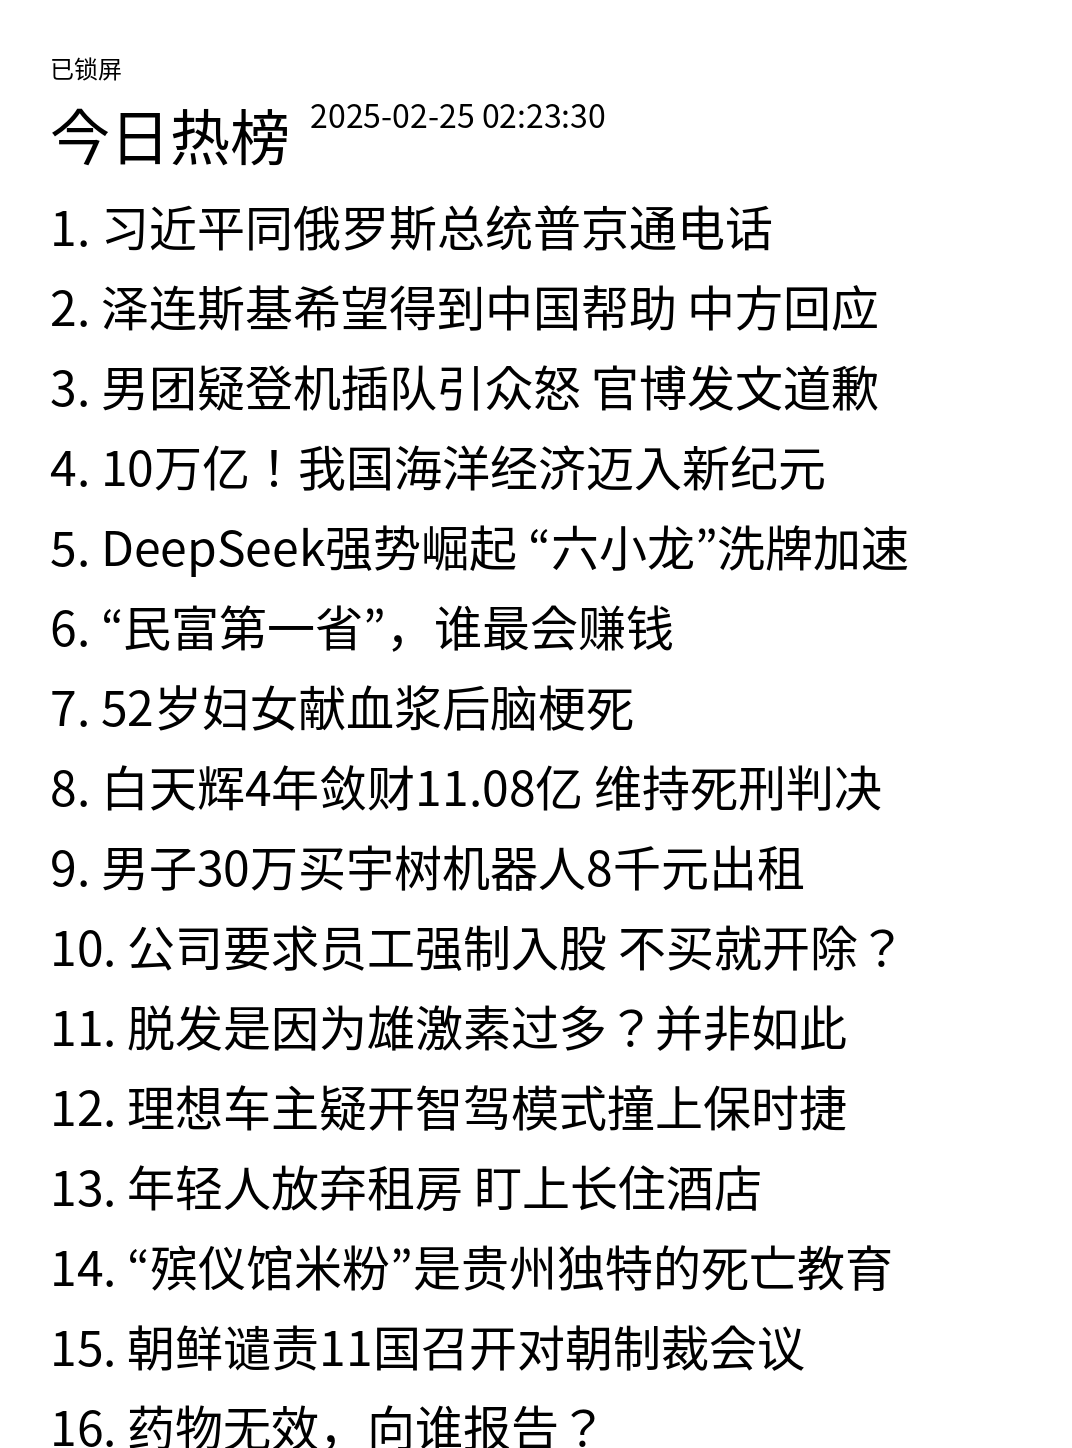 已锁屏
今日热榜 2025-02-25 02:23:30
1. 习近平同俄罗斯总统普京通电话
2. 泽连斯基希望得到中国帮助 中方回应
3. 男团疑登机插队引众怒 官博发文道歉
4. 10万亿！我国海洋经济迈入新纪元
5. DeepSeek强势崛起 “六小龙”洗牌加速
6. “民富第一省”，谁最会赚钱
7. 52岁妇女献血浆后脑梗死
8. 白天辉4年敛财11.08亿 维持死刑判决
9. 男子30万买宇树机器人8千元出租
10. 公司要求员工强制入股 不买就开除？
11. 脱发是因为雄激素过多？并非如此
12. 理想车主疑开智驾模式撞上保时捷
13. 年轻人放弃租房 盯上长住酒店
14. “殡仪馆米粉”是贵州独特的死亡教育
15. 朝鲜谴责11国召开对朝制裁会议
16. 药物无效，向谁报告？